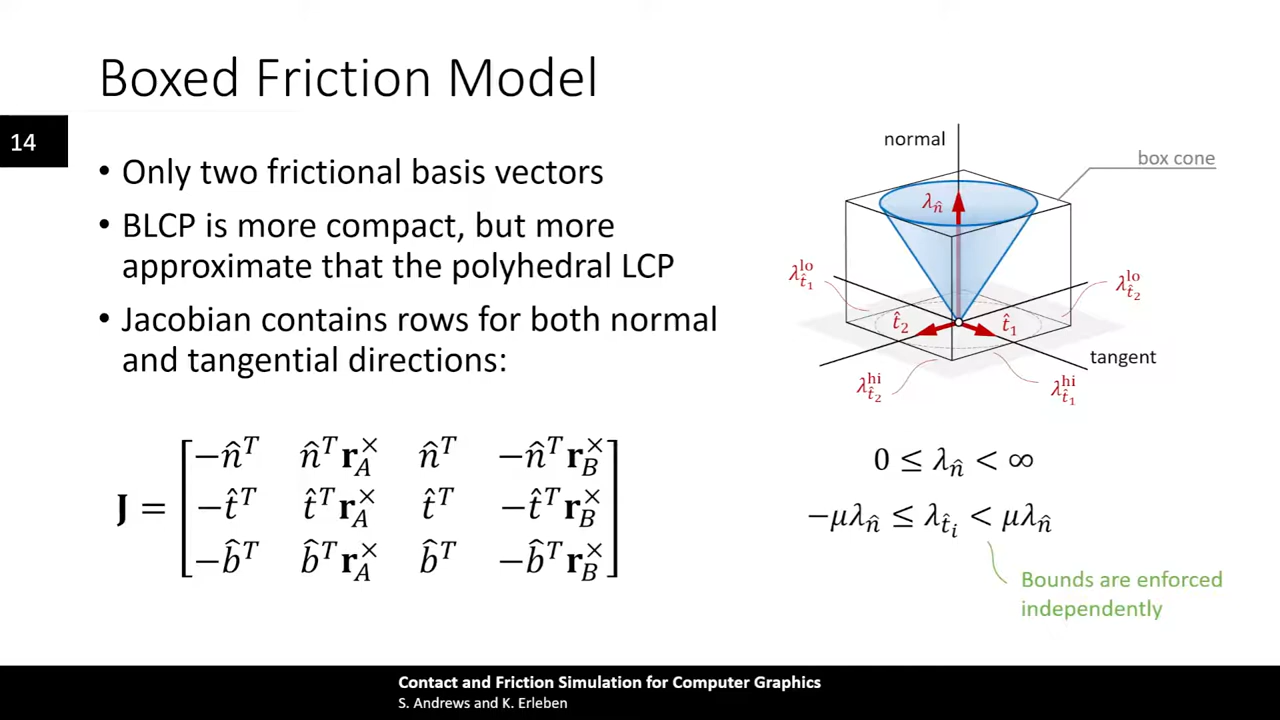 Boxed Friction Model
14
• Only two frictional basis vectors
• BLCP is more compact, but more
approximate that the polyhedral LCP
• Jacobian contains rows for both normal
and tangential directions:
J = [ −n̂ᵀ n̂ᵀr_A^× n̂ᵀ −n̂ᵀr_B^×
−t̂ᵀ t̂ᵀr_A^× t̂ᵀ −t̂ᵀr_B^×
−b̂ᵀ b̂ᵀr_A^× b̂ᵀ −b̂ᵀr_B^× ]
normal
box cone
λ_n̂
λ_t̂₁^lo
λ_t̂₂^lo
t̂₂
t̂₁
tangent
λ_t̂₂^hi
λ_t̂₁^hi
0 ≤ λ_n̂ < ∞
−μλ_n̂ ≤ λ_t̂ᵢ < μλ_n̂
Bounds are enforced
independently
Contact and Friction Simulation for Computer Graphics
S. Andrews and K. Erleben